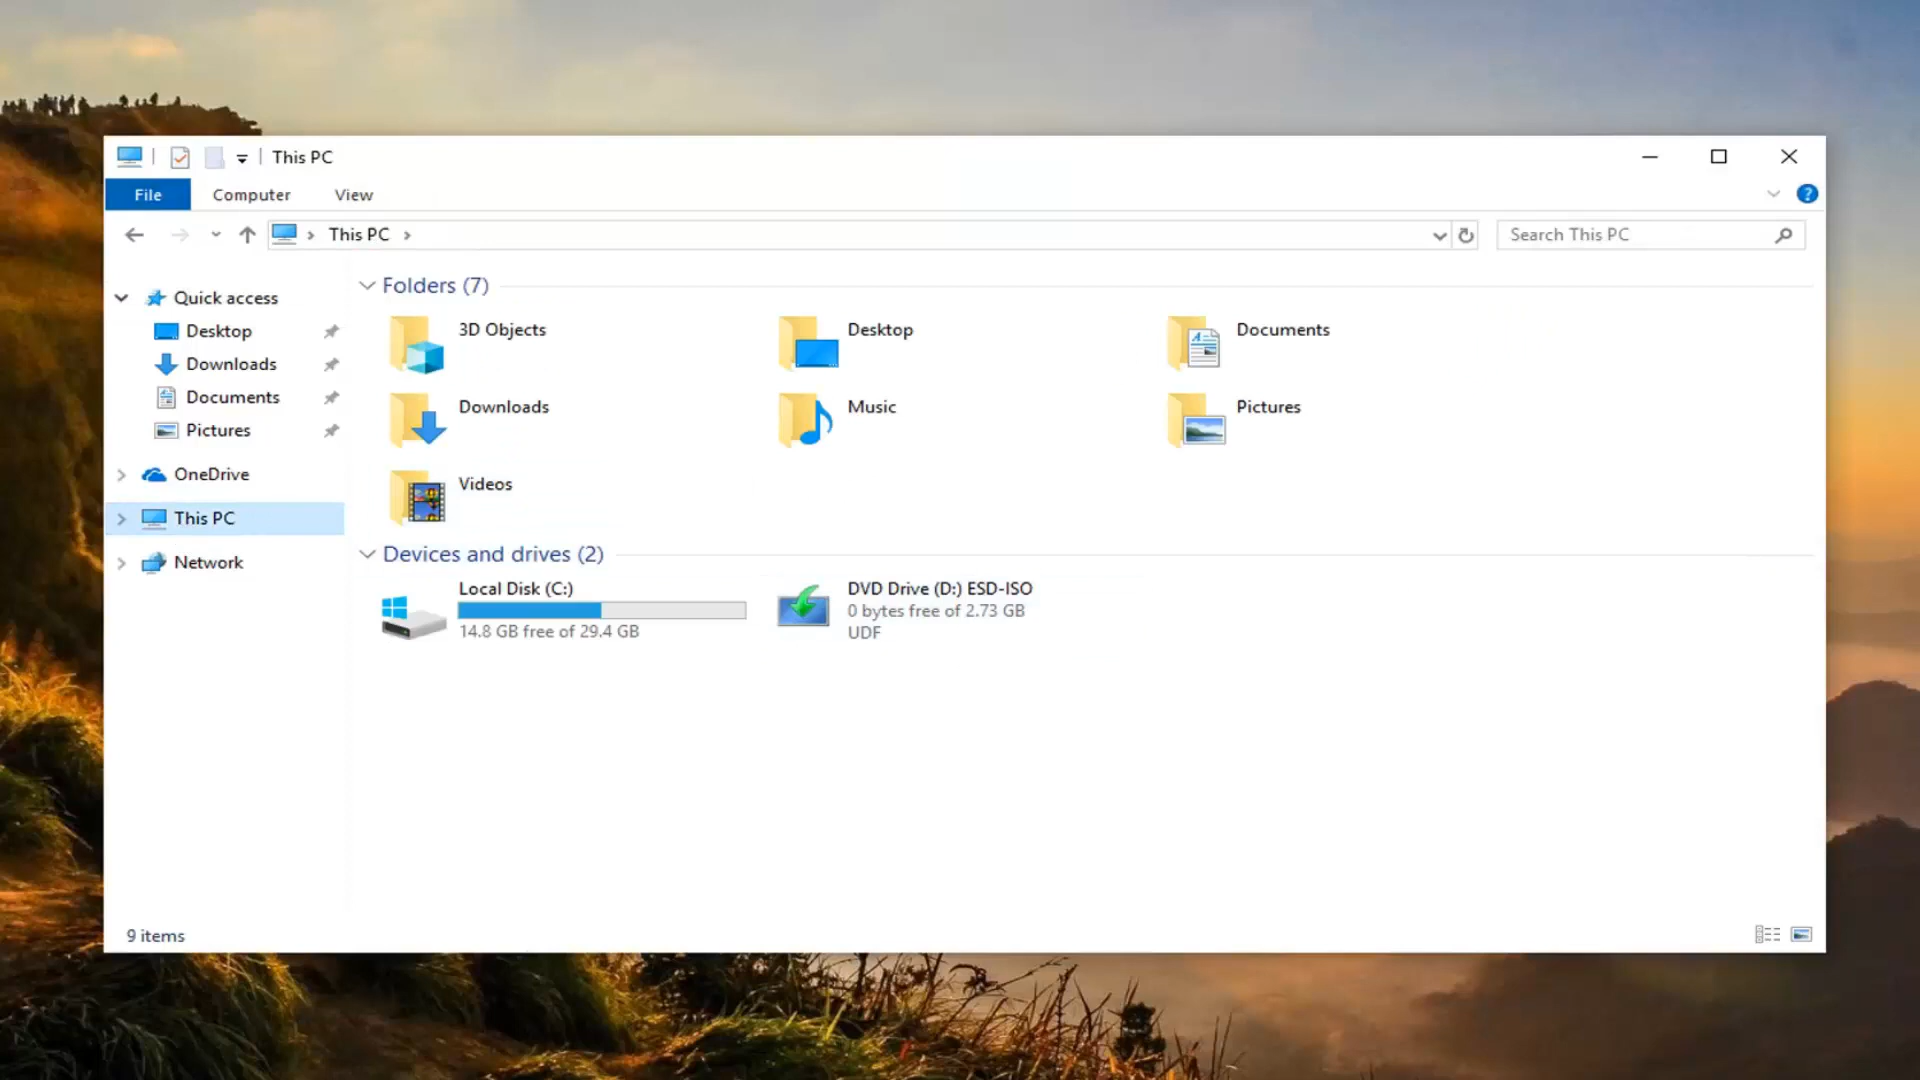 This PC
File
Computer
View
This PC
Search This PC
Quick access
Desktop
Downloads
Documents
Pictures
OneDrive
This PC
Network
Folders (7)
3D Objects
Desktop
Documents
Downloads
Music
Pictures
Videos
Devices and drives (2)
Local Disk (C:)
14.8 GB free of 29.4 GB
DVD Drive (D:) ESD-ISO
0 bytes free of 2.73 GB
UDF
9 items